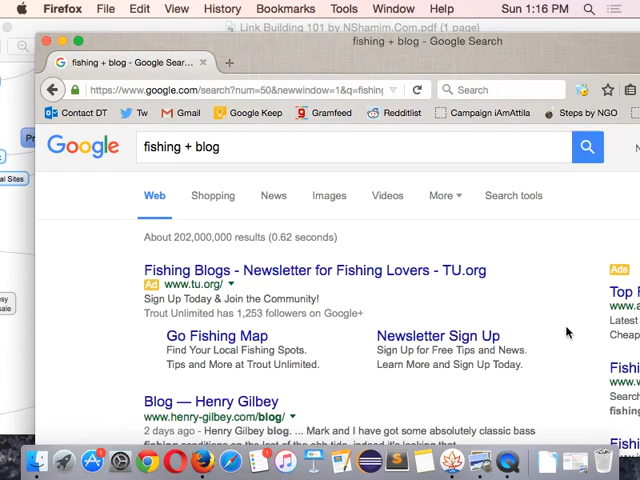 Firefox File Edit View History Bookmarks Tools Window Help Sun 1:16 PM
Link Building 101 by NShamim.Com.pdf (1 page)
fishing + blog - Google Search
fishing + blog - Google Sear... × +
https://www.google.com/search?num=50&newwindow=1&q=fishing Search
Contact DT Tw Gmail Google Keep Gramfeed Redditlist Campaign iAmAttila Steps by NGO
Google fishing + blog
Web Shopping News Images Videos More Search tools
About 202,000,000 results (0.62 seconds)
Fishing Blogs - Newsletter for Fishing Lovers - TU.org
Ad www.tu.org/
Sign Up Today & Join the Community!
Trout Unlimited has 1,253 followers on Google+
Go Fishing Map
Find Your Local Fishing Spots.
Tips and More at Trout Unlimited.
Newsletter Sign Up
Sign Up for Free Tips and News.
Learn More and Sign Up Today.
Blog — Henry Gilbey
www.henry-gilbey.com/blog/
2 days ago - Henry Gilbey blog. ... Mark and I have got some absolutely classic bass
fishing conditions on the last of the ebb tide, indeed it's looking that
Ads
Top
www.a
Latest
Cheap
Fishi
www.
Search
fishing
Fishi
www.
al Sites
sale